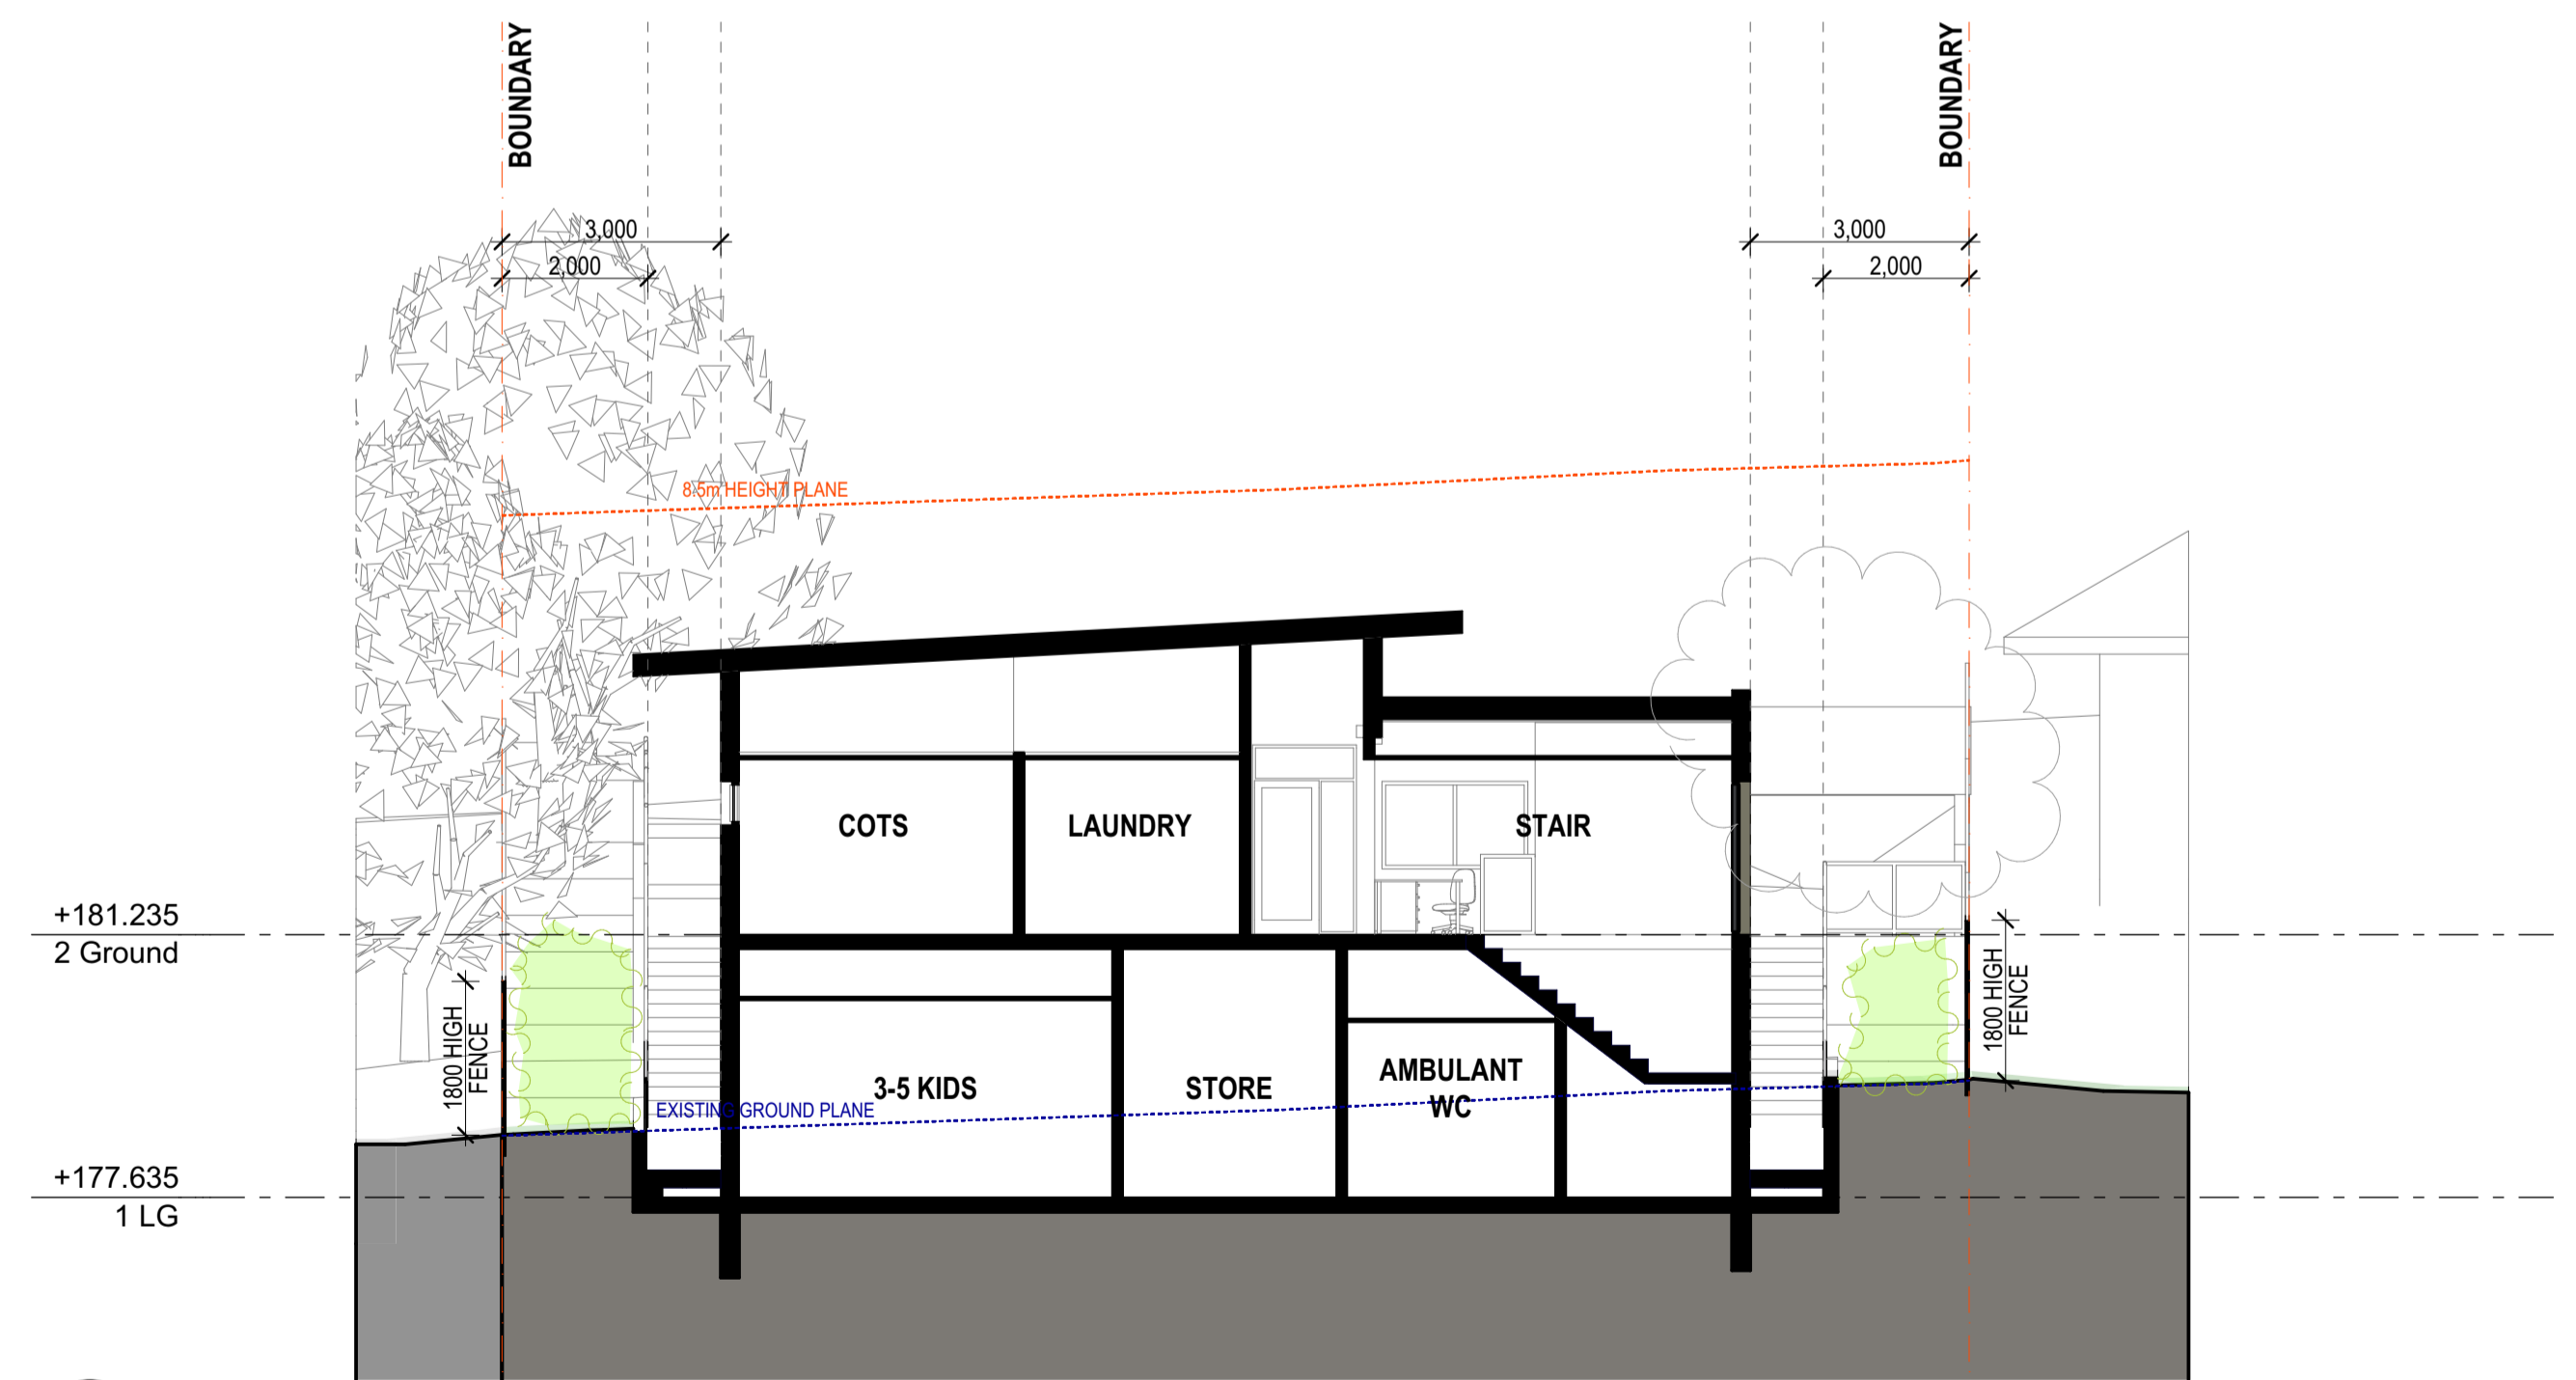 BOUNDARY
BOUNDARY
3,000
3,000
2,000
2,000
8.5m HEIGHT PLANE
COTS
LAUNDRY
STAIR
+181.235
2 Ground
1800 HIGH
FENCE
1800 HIGH
FENCE
3-5 KIDS
STORE
AMBULANT
WC
EXISTING GROUND PLANE
+177.635
1 LG